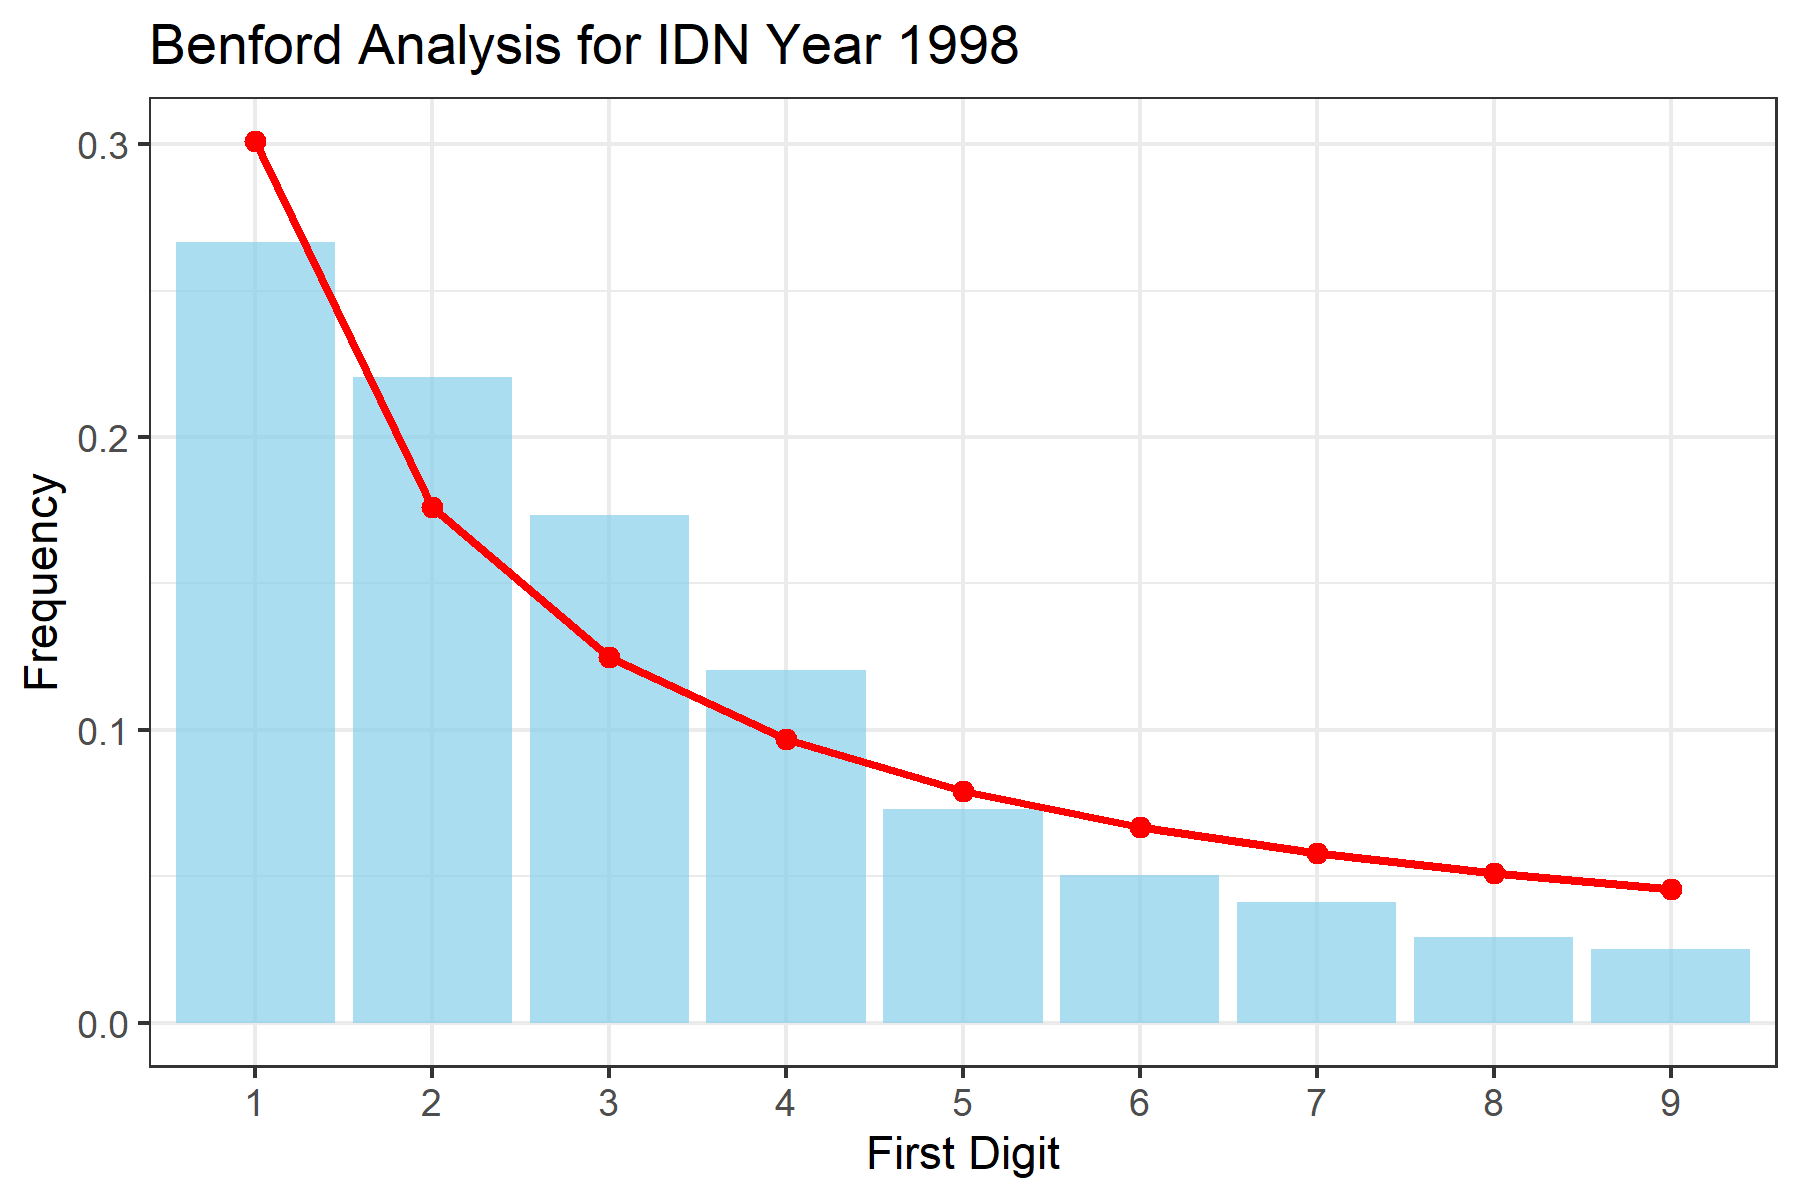 Benford Analysis for IDN Year 1998
0.3
0.2
0.1
0.0
Frequency
1 2 3 4 5 6 7 8 9
First Digit